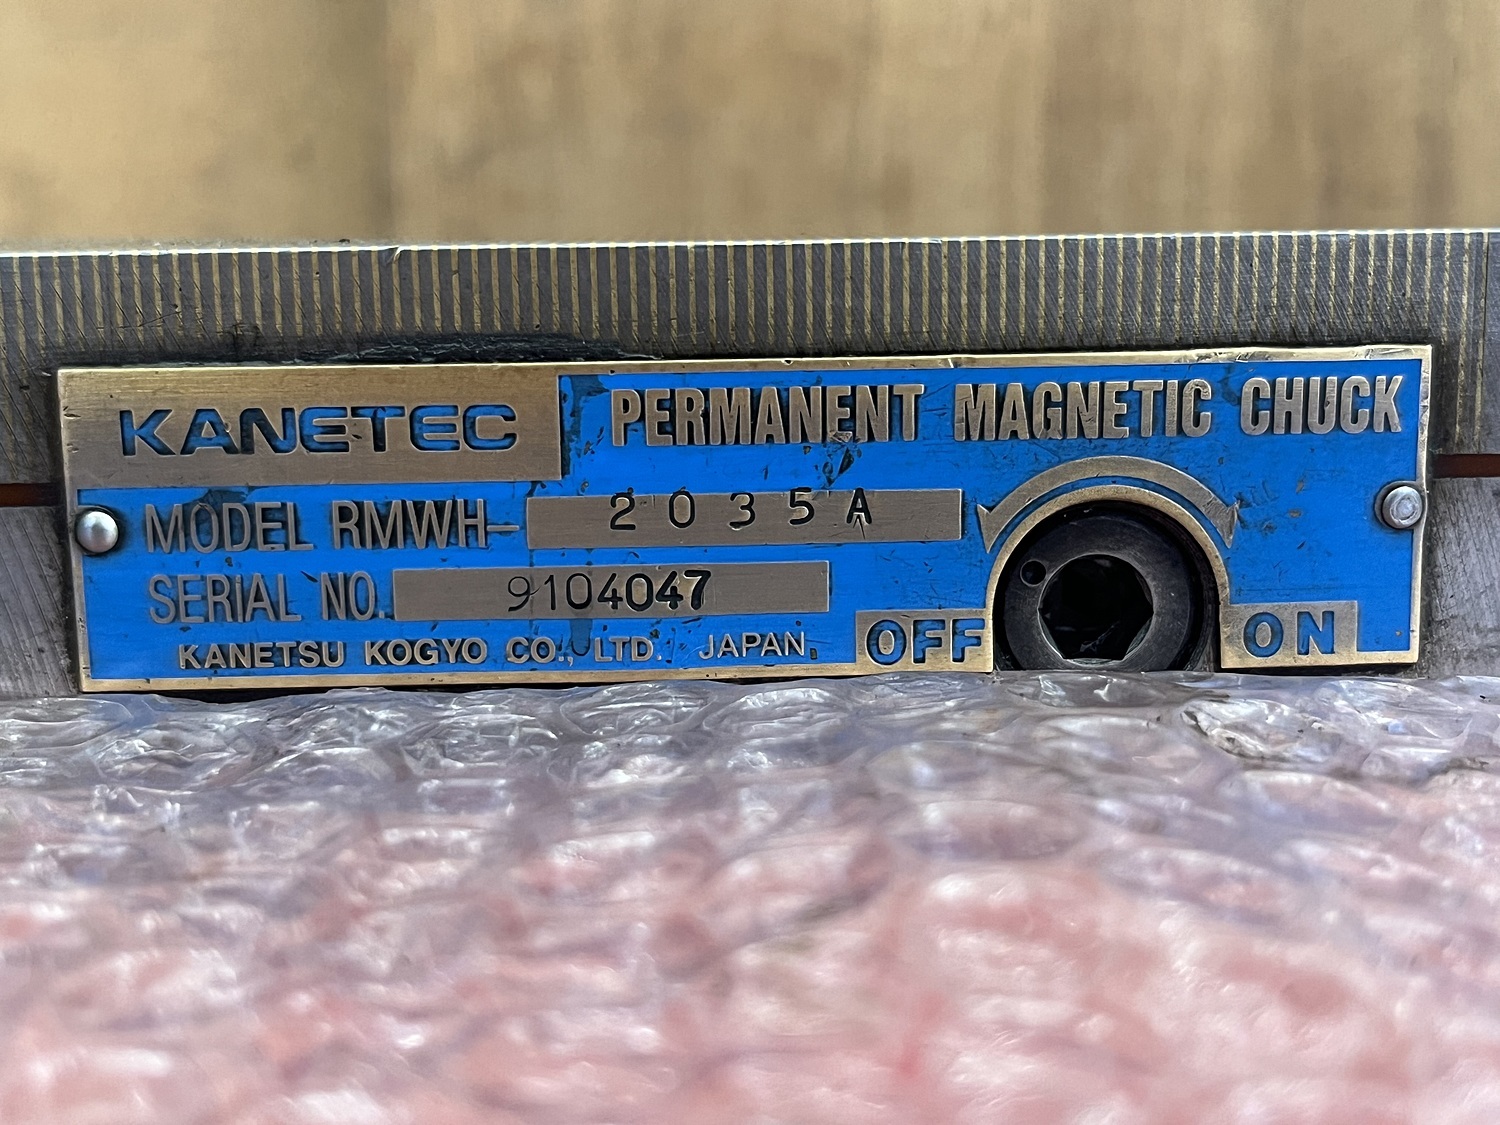 KANETEC
PERMANENT MAGNETIC CHUCK
MODEL RMWH- 2035A
SERIAL NO. 9104047
KANETSU KOGYO CO., LTD. JAPAN
OFF ON